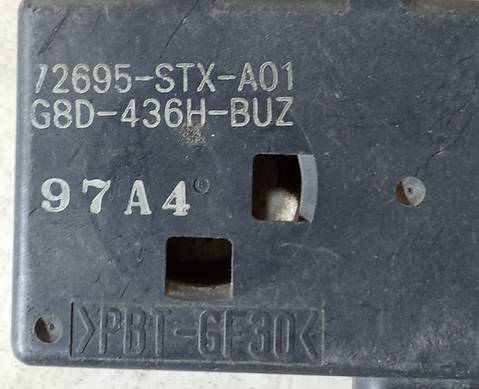 72695-STX-A01
G8D-436H-BUZ
97A4
>PBT-GF30<